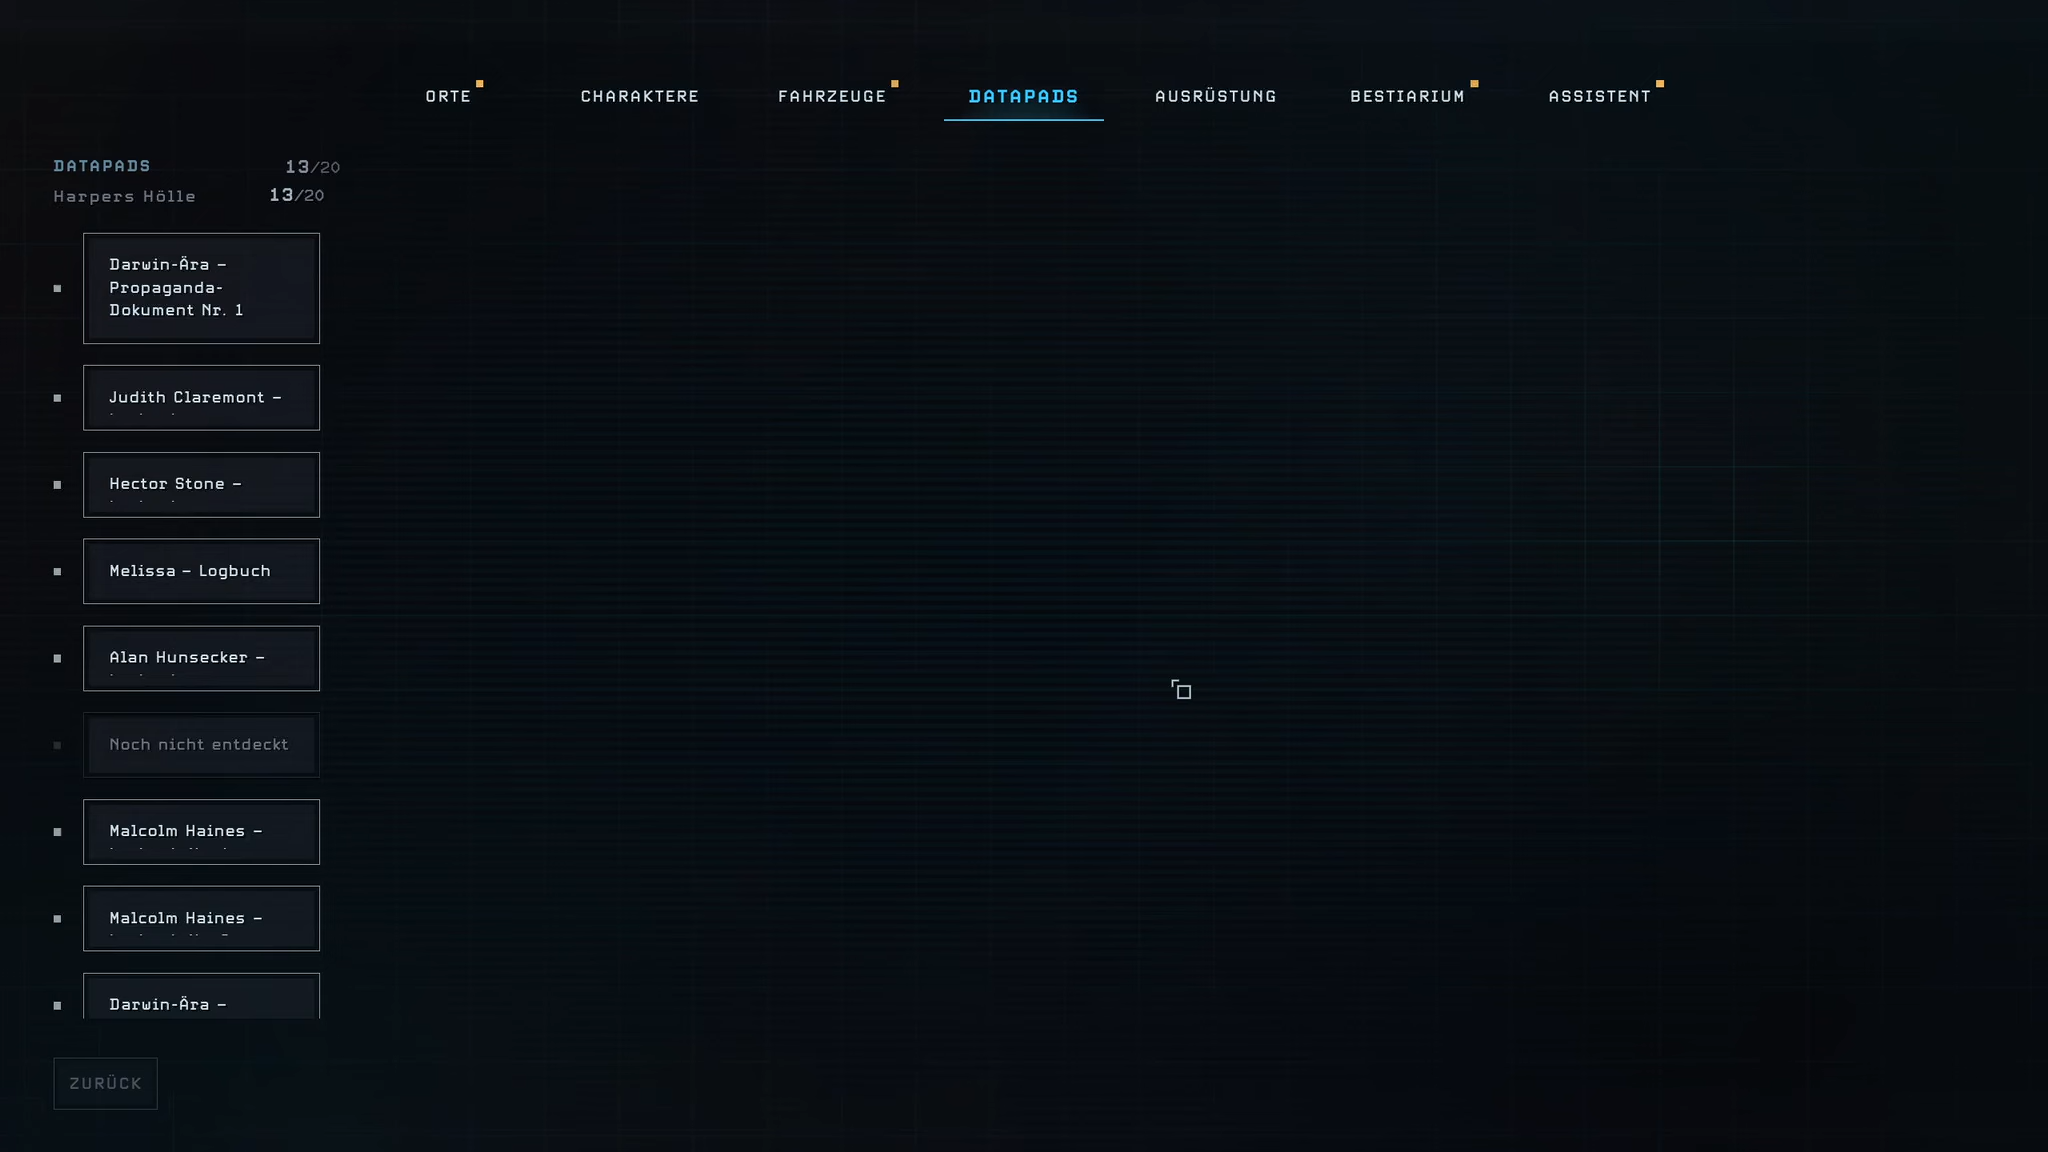 ORTE CHARAKTERE FAHRZEUGE DATAPADS AUSRÜSTUNG BESTIARIUM ASSISTENT
DATAPADS 13/20
Harpers Hölle 13/20
Darwin-Ära –
Propaganda-
Dokument Nr. 1
Judith Claremont –
Hector Stone –
Melissa – Logbuch
Alan Hunsecker –
Noch nicht entdeckt
Malcolm Haines –
Malcolm Haines –
Darwin-Ära –
ZURÜCK